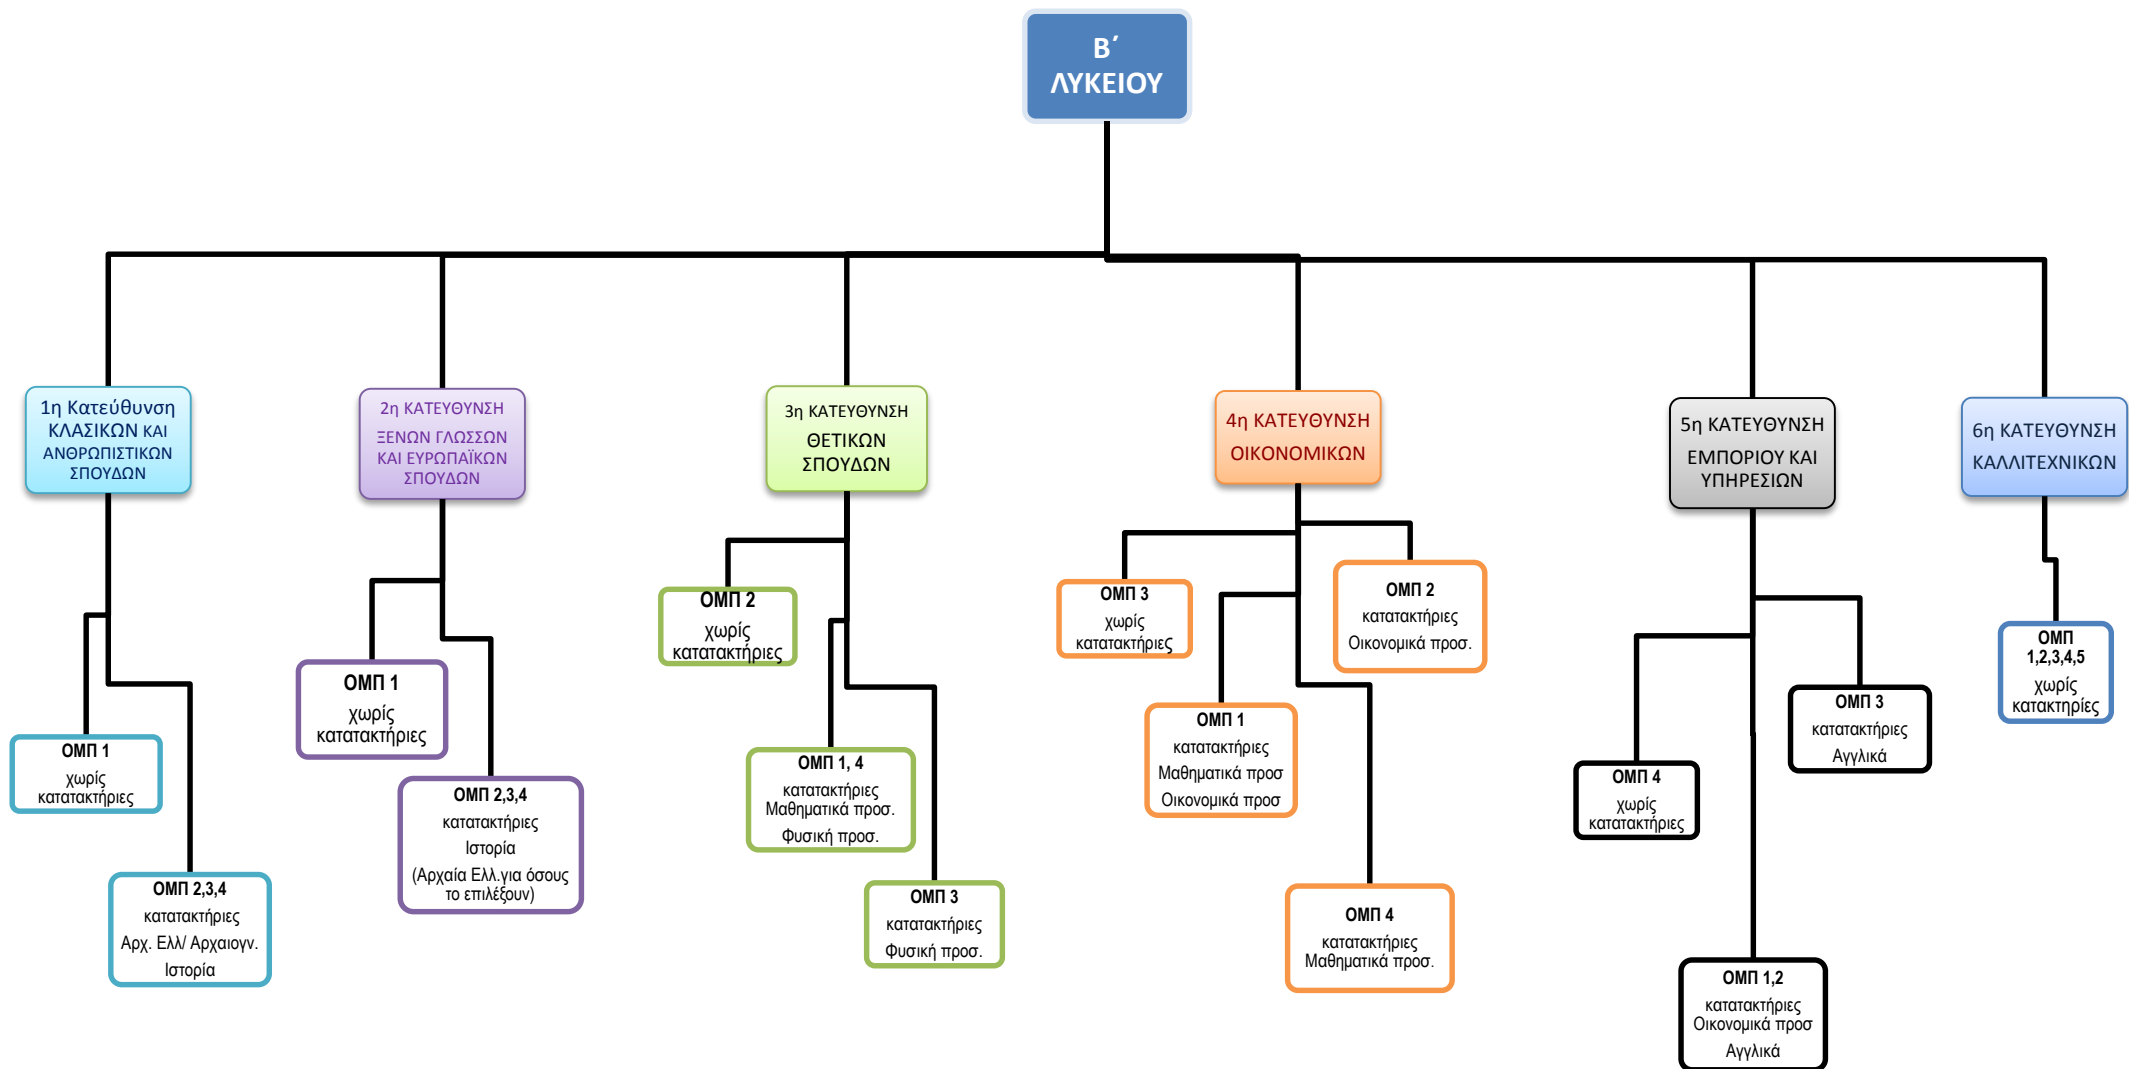 Β΄
ΛΥΚΕΙΟΥ
1η Κατεύθυνση
ΚΛΑΣΙΚΩΝ ΚΑΙ
ΑΝΘΡΩΠΙΣΤΙΚΩΝ
ΣΠΟΥΔΩΝ
2η ΚΑΤΕΥΘΥΝΣΗ
ΞΕΝΩΝ ΓΛΩΣΣΩΝ
ΚΑΙ ΕΥΡΩΠΑΪΚΩΝ
ΣΠΟΥΔΩΝ
3η ΚΑΤΕΥΘΥΝΣΗ
ΘΕΤΙΚΩΝ
ΣΠΟΥΔΩΝ
4η ΚΑΤΕΥΘΥΝΣΗ
ΟΙΚΟΝΟΜΙΚΩΝ
5η ΚΑΤΕΥΘΥΝΣΗ
ΕΜΠΟΡΙΟΥ ΚΑΙ
ΥΠΗΡΕΣΙΩΝ
6η ΚΑΤΕΥΘΥΝΣΗ
ΚΑΛΛΙΤΕΧΝΙΚΩΝ
ΟΜΠ 1
χωρίς
κατατακτήριες
ΟΜΠ 2,3,4
κατατακτήριες
Αρχ. Ελλ/ Αρχαιογν.
Ιστορία
ΟΜΠ 1
χωρίς
κατατακτήριες
ΟΜΠ 2,3,4
κατατακτήριες
Ιστορία
(Αρχαία Ελλ.για όσους
το επιλέξουν)
ΟΜΠ 2
χωρίς
κατατακτήριες
ΟΜΠ 1, 4
κατατακτήριες
Μαθηματικά προσ.
Φυσική προσ.
ΟΜΠ 3
κατατακτήριες
Φυσική προσ.
ΟΜΠ 3
χωρίς
κατατακτήριες
ΟΜΠ 1
κατατακτήριες
Μαθηματικά προσ
Οικονομικά προσ
ΟΜΠ 2
κατατακτήριες
Οικονομικά προσ.
ΟΜΠ 4
κατατακτήριες
Μαθηματικά προσ.
ΟΜΠ 4
χωρίς
κατατακτήριες
ΟΜΠ 3
κατατακτήριες
Αγγλικά
ΟΜΠ 1,2
κατατακτήριες
Οικονομικά προσ
Αγγλικά
ΟΜΠ
1,2,3,4,5
χωρίς
κατακτηρίες